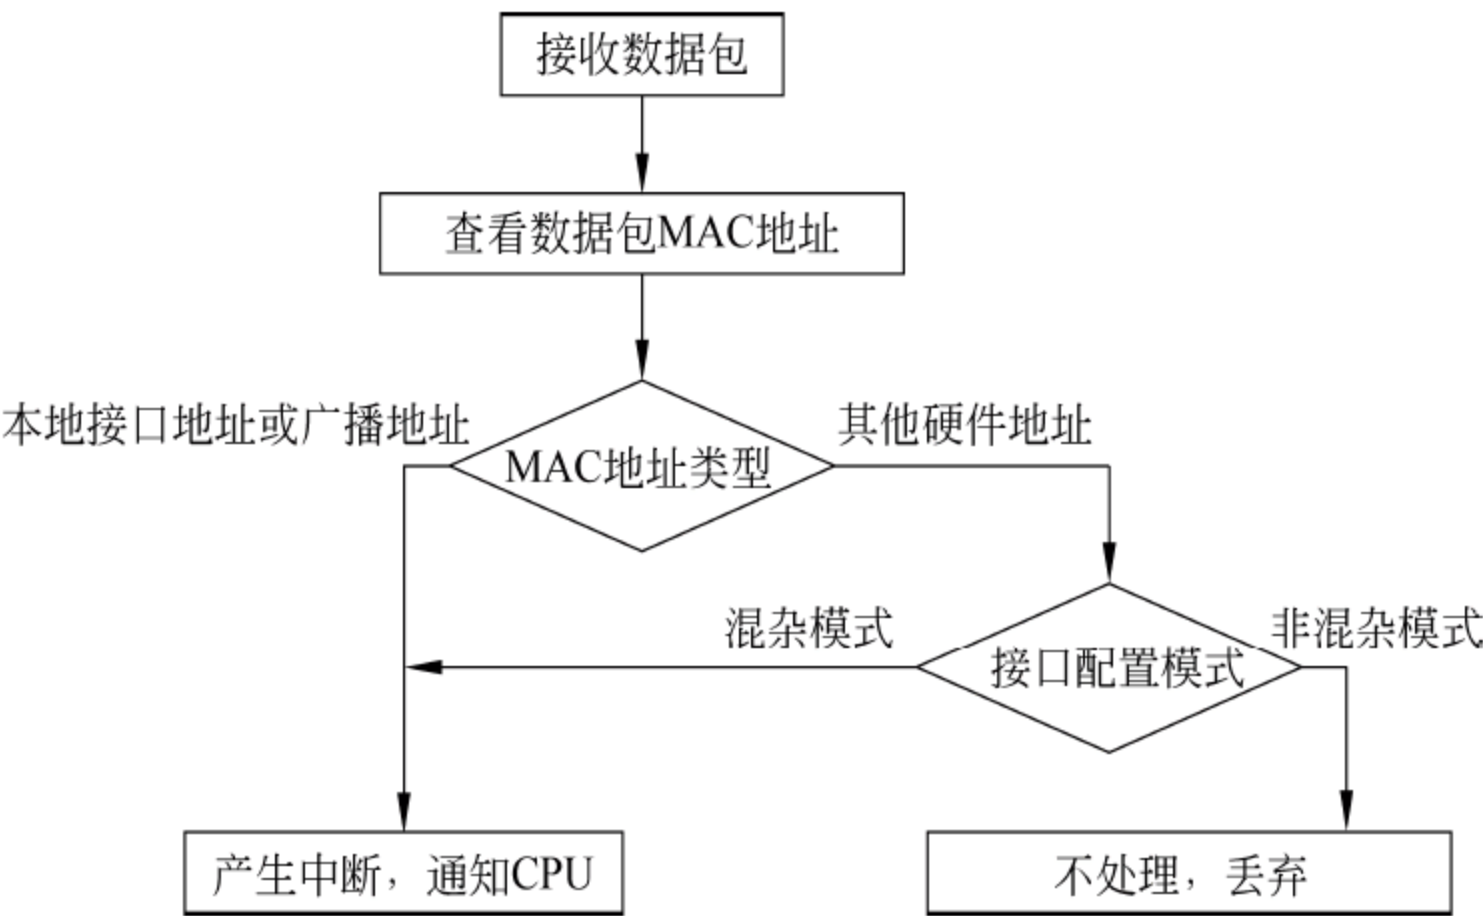 接收数据包
查看数据包MAC地址
本地接口地址或广播地址
其他硬件地址
MAC地址类型
混杂模式
非混杂模式
接口配置模式
产生中断，通知CPU
不处理，丢弃